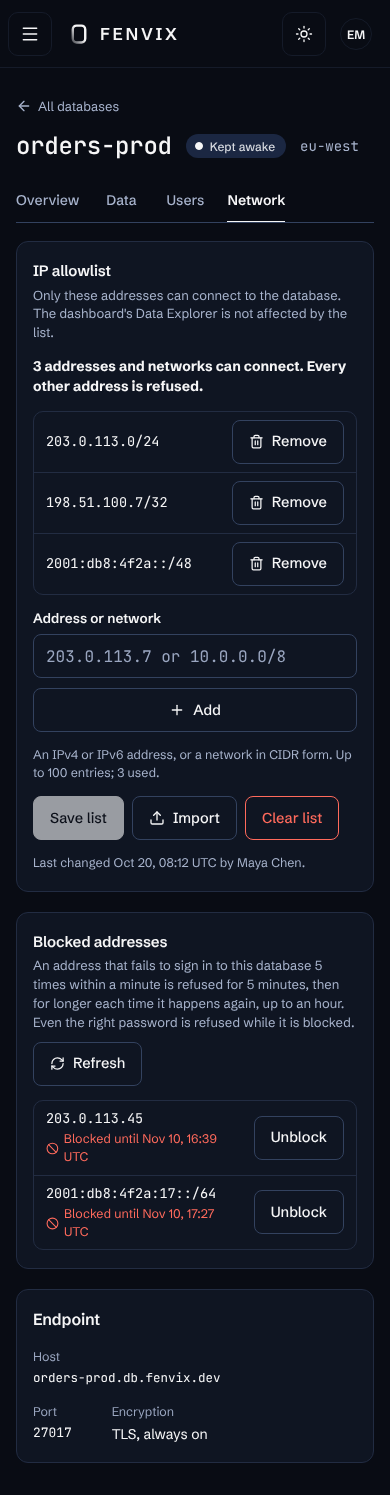 FENVIX
EM
All databases
orders-prod
Kept awake
eu-west
Overview
Data
Users
Network
IP allowlist
Only these addresses can connect to the database.
The dashboard's Data Explorer is not affected by the
list.
3 addresses and networks can connect. Every
other address is refused.
203.0.113.0/24
Remove
198.51.100.7/32
Remove
2001:db8:4f2a::/48
Remove
Address or network
203.0.113.7 or 10.0.0.0/8
Add
An IPv4 or IPv6 address, or a network in CIDR form. Up
to 100 entries; 3 used.
Save list
Import
Clear list
Last changed Oct 20, 08:12 UTC by Maya Chen.
Blocked addresses
An address that fails to sign in to this database 5
times within a minute is refused for 5 minutes, then
for longer each time it happens again, up to an hour.
Even the right password is refused while it is blocked.
Refresh
203.0.113.45
Blocked until Nov 10, 16:39
UTC
Unblock
2001:db8:4f2a:17::/64
Blocked until Nov 10, 17:27
UTC
Unblock
Endpoint
Host
orders-prod.db.fenvix.dev
Port
Encryption
27017
TLS, always on